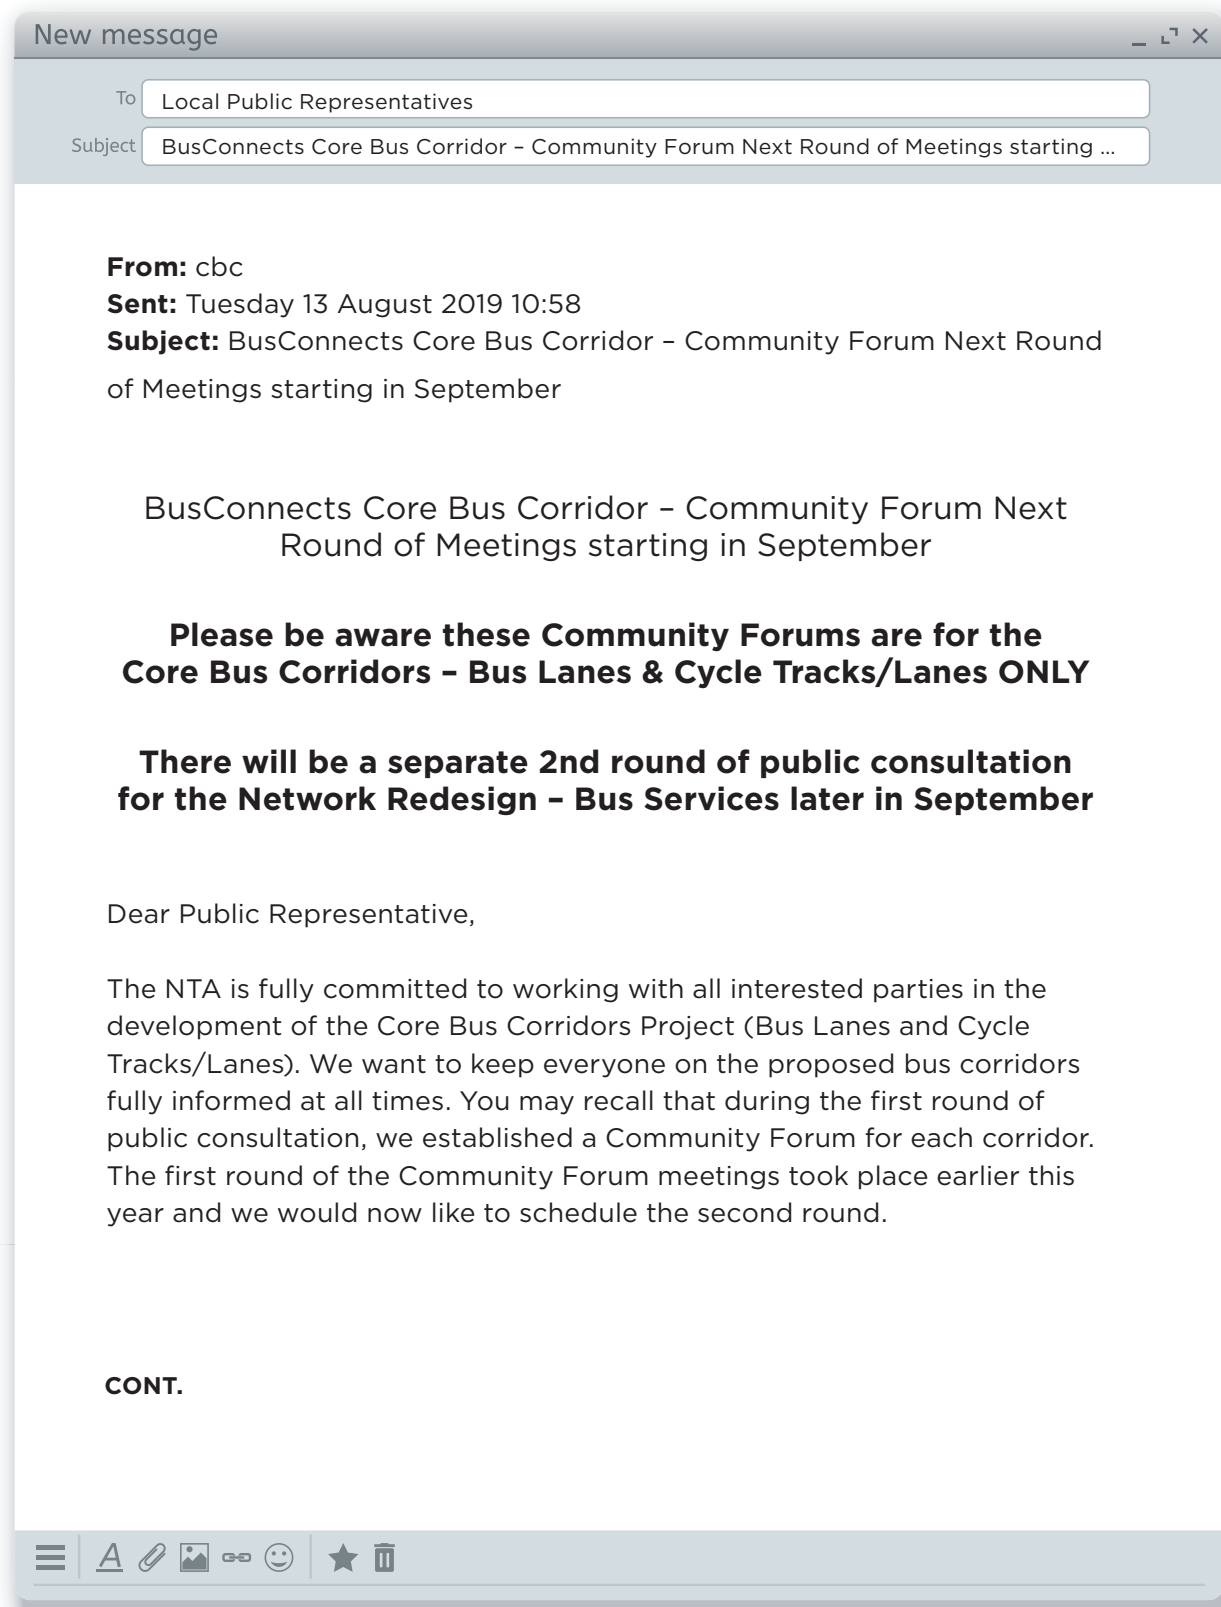 New message
To Local Public Representatives
Subject BusConnects Core Bus Corridor – Community Forum Next Round of Meetings starting ...
From: cbc
Sent: Tuesday 13 August 2019 10:58
Subject: BusConnects Core Bus Corridor – Community Forum Next Round
of Meetings starting in September
BusConnects Core Bus Corridor – Community Forum Next
Round of Meetings starting in September
Please be aware these Community Forums are for the
Core Bus Corridors – Bus Lanes & Cycle Tracks/Lanes ONLY
There will be a separate 2nd round of public consultation
for the Network Redesign – Bus Services later in September
Dear Public Representative,
The NTA is fully committed to working with all interested parties in the
development of the Core Bus Corridors Project (Bus Lanes and Cycle
Tracks/Lanes). We want to keep everyone on the proposed bus corridors
fully informed at all times. You may recall that during the first round of
public consultation, we established a Community Forum for each corridor.
The first round of the Community Forum meetings took place earlier this
year and we would now like to schedule the second round.
CONT.
A